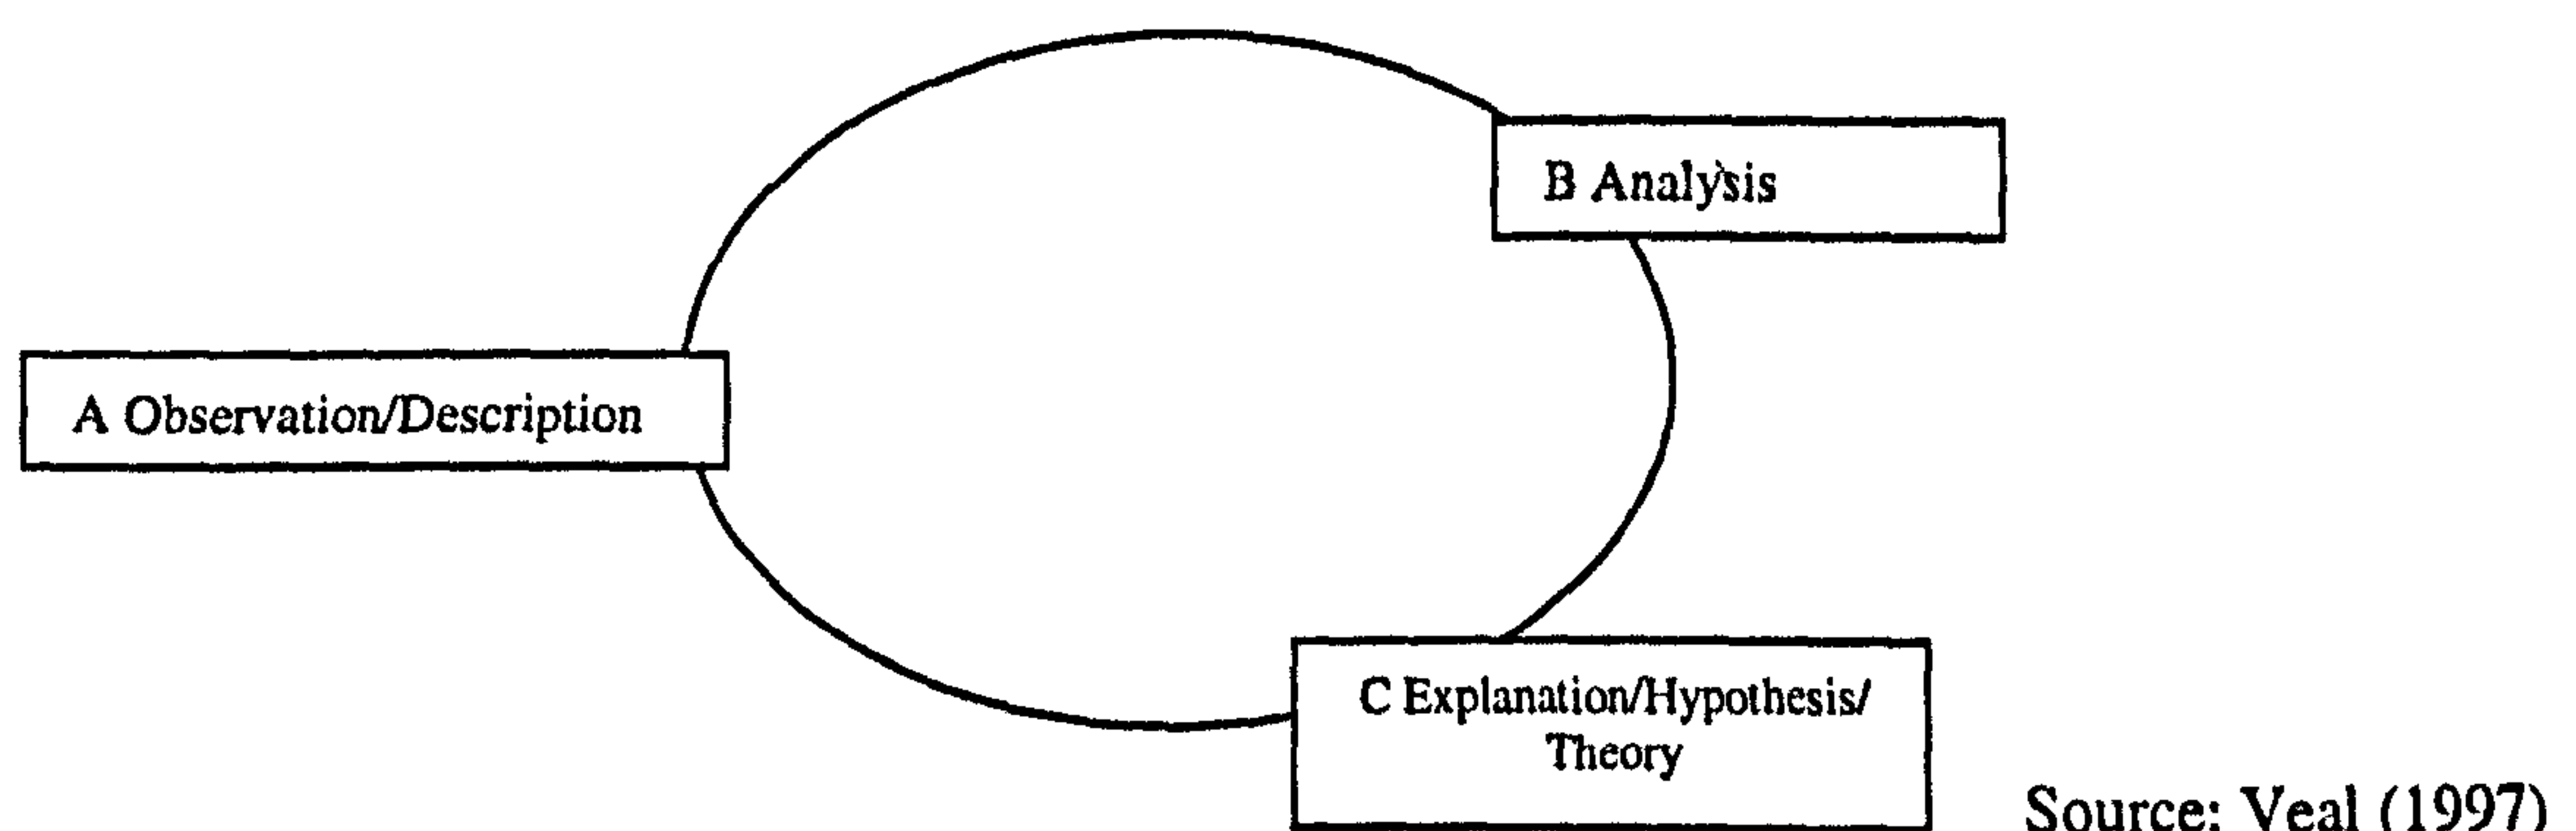 B Analysis
A Observation/Description
C Explanation/Hypothesis/
Theory
Source: Veal (1997)